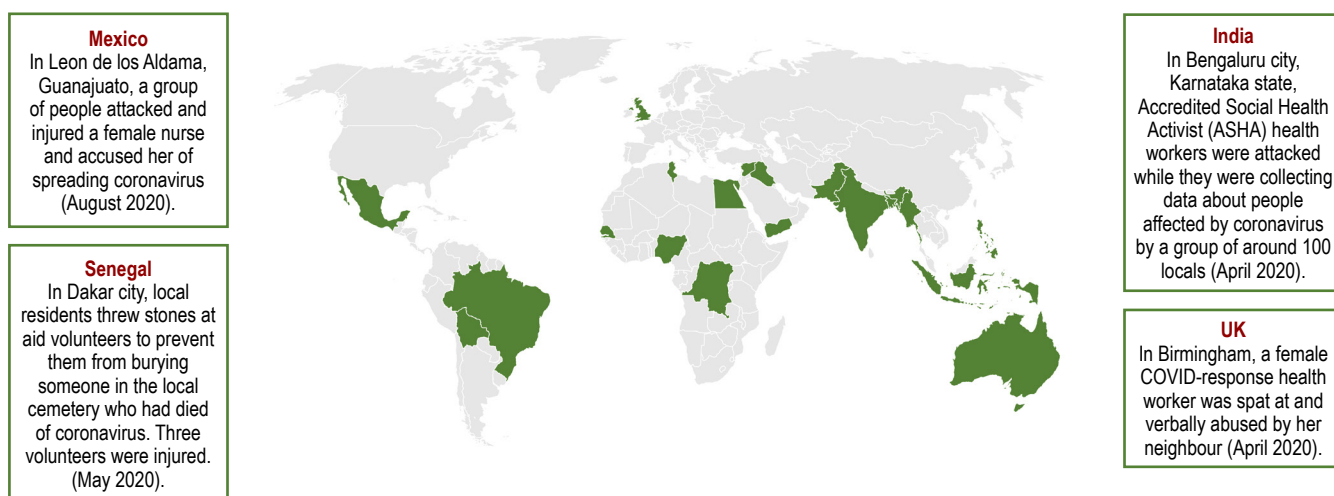 Mexico
In Leon de los Aldama,
Guanajuato, a group
of people attacked and
injured a female nurse
and accused her of
spreading coronavirus
(August 2020).
Senegal
In Dakar city, local
residents threw stones at
aid volunteers to prevent
them from burying
someone in the local
cemetery who had died
of coronavirus. Three
volunteers were injured.
(May 2020).
India
In Bengaluru city,
Karnataka state,
Accredited Social Health
Activist (ASHA) health
workers were attacked
while they were collecting
data about people
affected by coronavirus
by a group of around 100
locals (April 2020).
UK
In Birmingham, a female
COVID-response health
worker was spat at and
verbally abused by her
neighbour (April 2020).